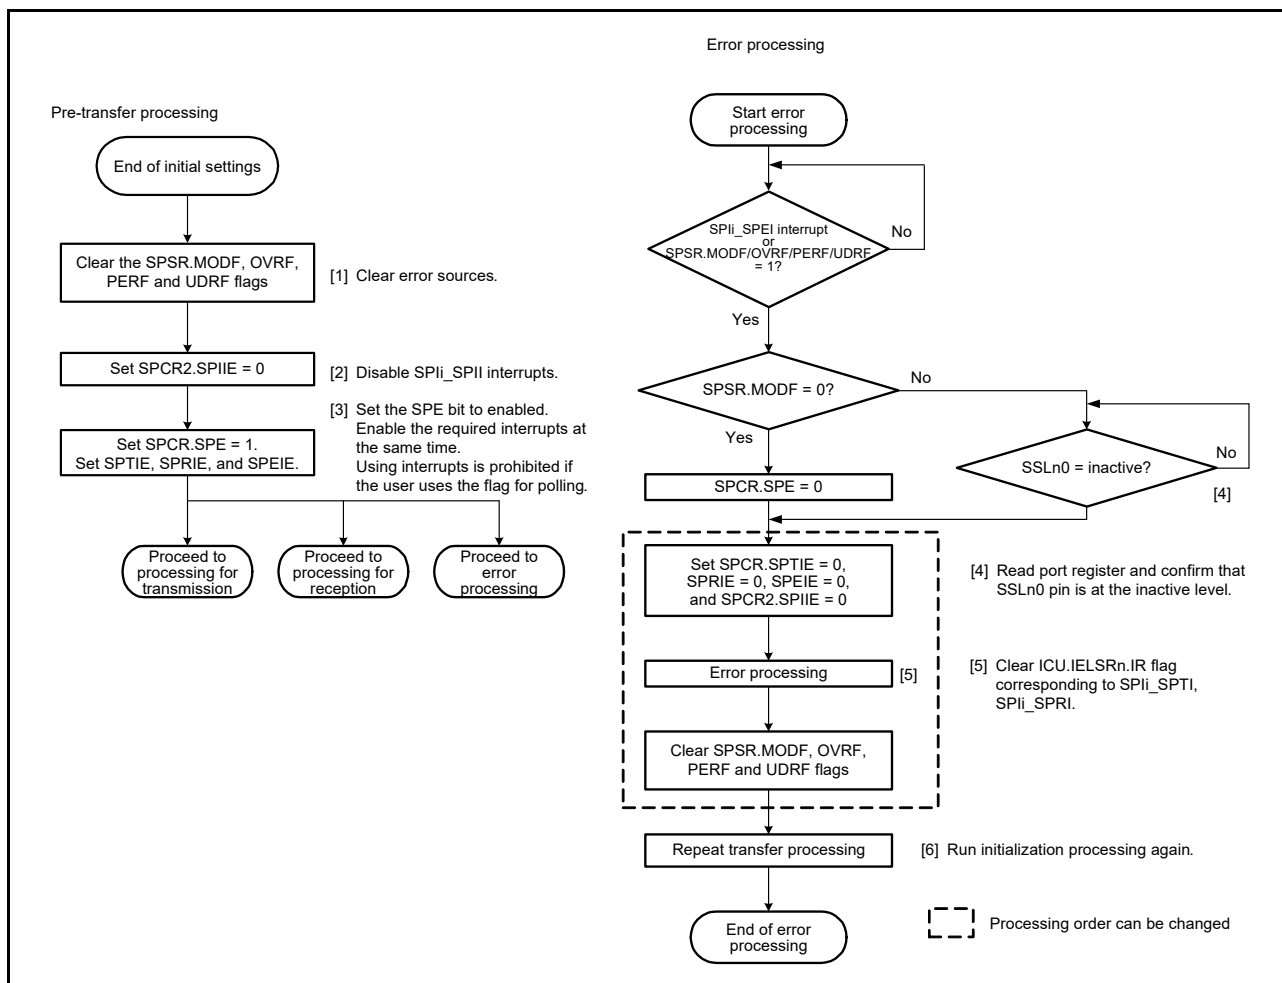 Pre-transfer processing
End of initial settings
Clear the SPSR.MODF, OVRF,
PERF and UDRF flags
[1] Clear error sources.
Set SPCR2.SPIIE = 0
[2] Disable SPIi_SPII interrupts.
Set SPCR.SPE = 1.
Set SPTIE, SPRIE, and SPEIE.
[3] Set the SPE bit to enabled.
Enable the required interrupts at
the same time.
Using interrupts is prohibited if
the user uses the flag for polling.
Proceed to
processing for
transmission
Proceed to
processing for
reception
Proceed to
error
processing
Error processing
Start error
processing
SPIi_SPEI interrupt
or
SPSR.MODF/OVRF/PERF/UDRF
= 1?
No
Yes
SPSR.MODF = 0?
No
Yes
SSLn0 = inactive?
No
[4]
SPCR.SPE = 0
Set SPCR.SPTIE = 0,
SPRIE = 0, SPEIE = 0,
and SPCR2.SPIIE = 0
[4] Read port register and confirm that
SSLn0 pin is at the inactive level.
Error processing
[5]
[5] Clear ICU.IELSRn.IR flag
corresponding to SPIi_SPTI,
SPIi_SPRI.
Clear SPSR.MODF, OVRF,
PERF and UDRF flags
Repeat transfer processing
[6] Run initialization processing again.
End of error
processing
Processing order can be changed